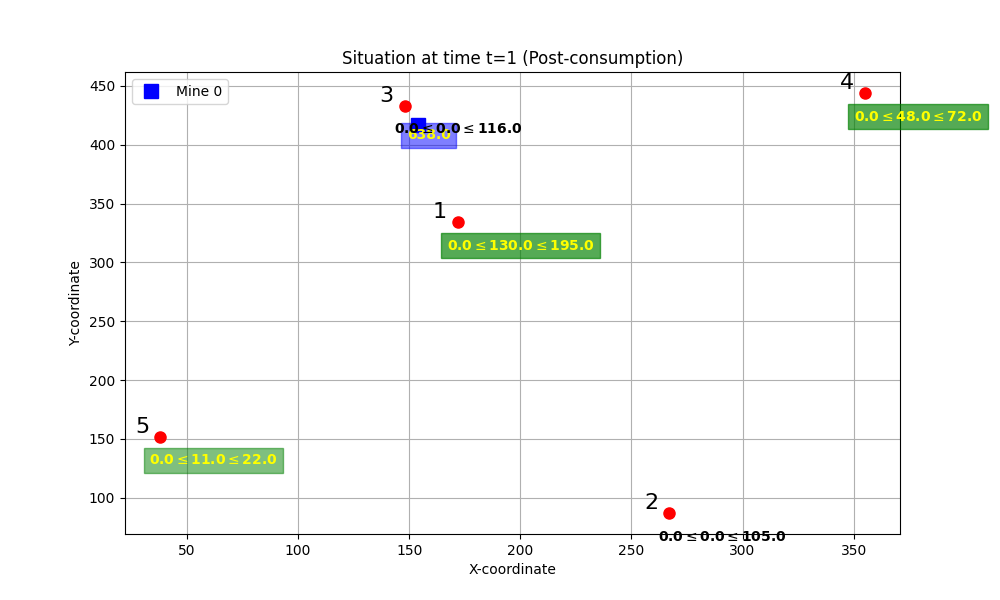 Situation at time t=1 (Post-consumption)
Mine 0
3
4
0.0 ≤ 0.0 ≤ 116.0
638.0
0.0 ≤ 48.0 ≤ 72.0
1
0.0 ≤ 130.0 ≤ 195.0
5
0.0 ≤ 11.0 ≤ 22.0
2
0.0 ≤ 0.0 ≤ 105.0
450
400
350
300
250
200
150
100
Y-coordinate
50 100 150 200 250 300 350
X-coordinate